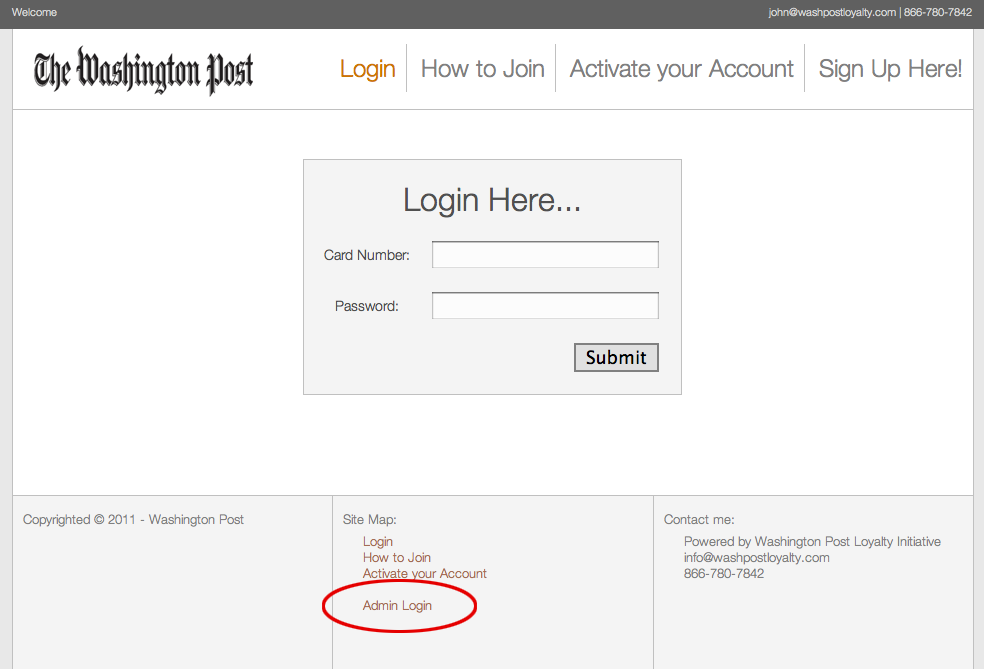 Welcome
john@washpostloyalty.com | 866-780-7842
The Washington Post
Login
How to Join
Activate your Account
Sign Up Here!
Login Here...
Card Number:
Password:
Submit
Copyrighted © 2011 - Washington Post
Site Map:
Login
How to Join
Activate your Account
Admin Login
Contact me:
Powered by Washington Post Loyalty Initiative
info@washpostloyalty.com
866-780-7842